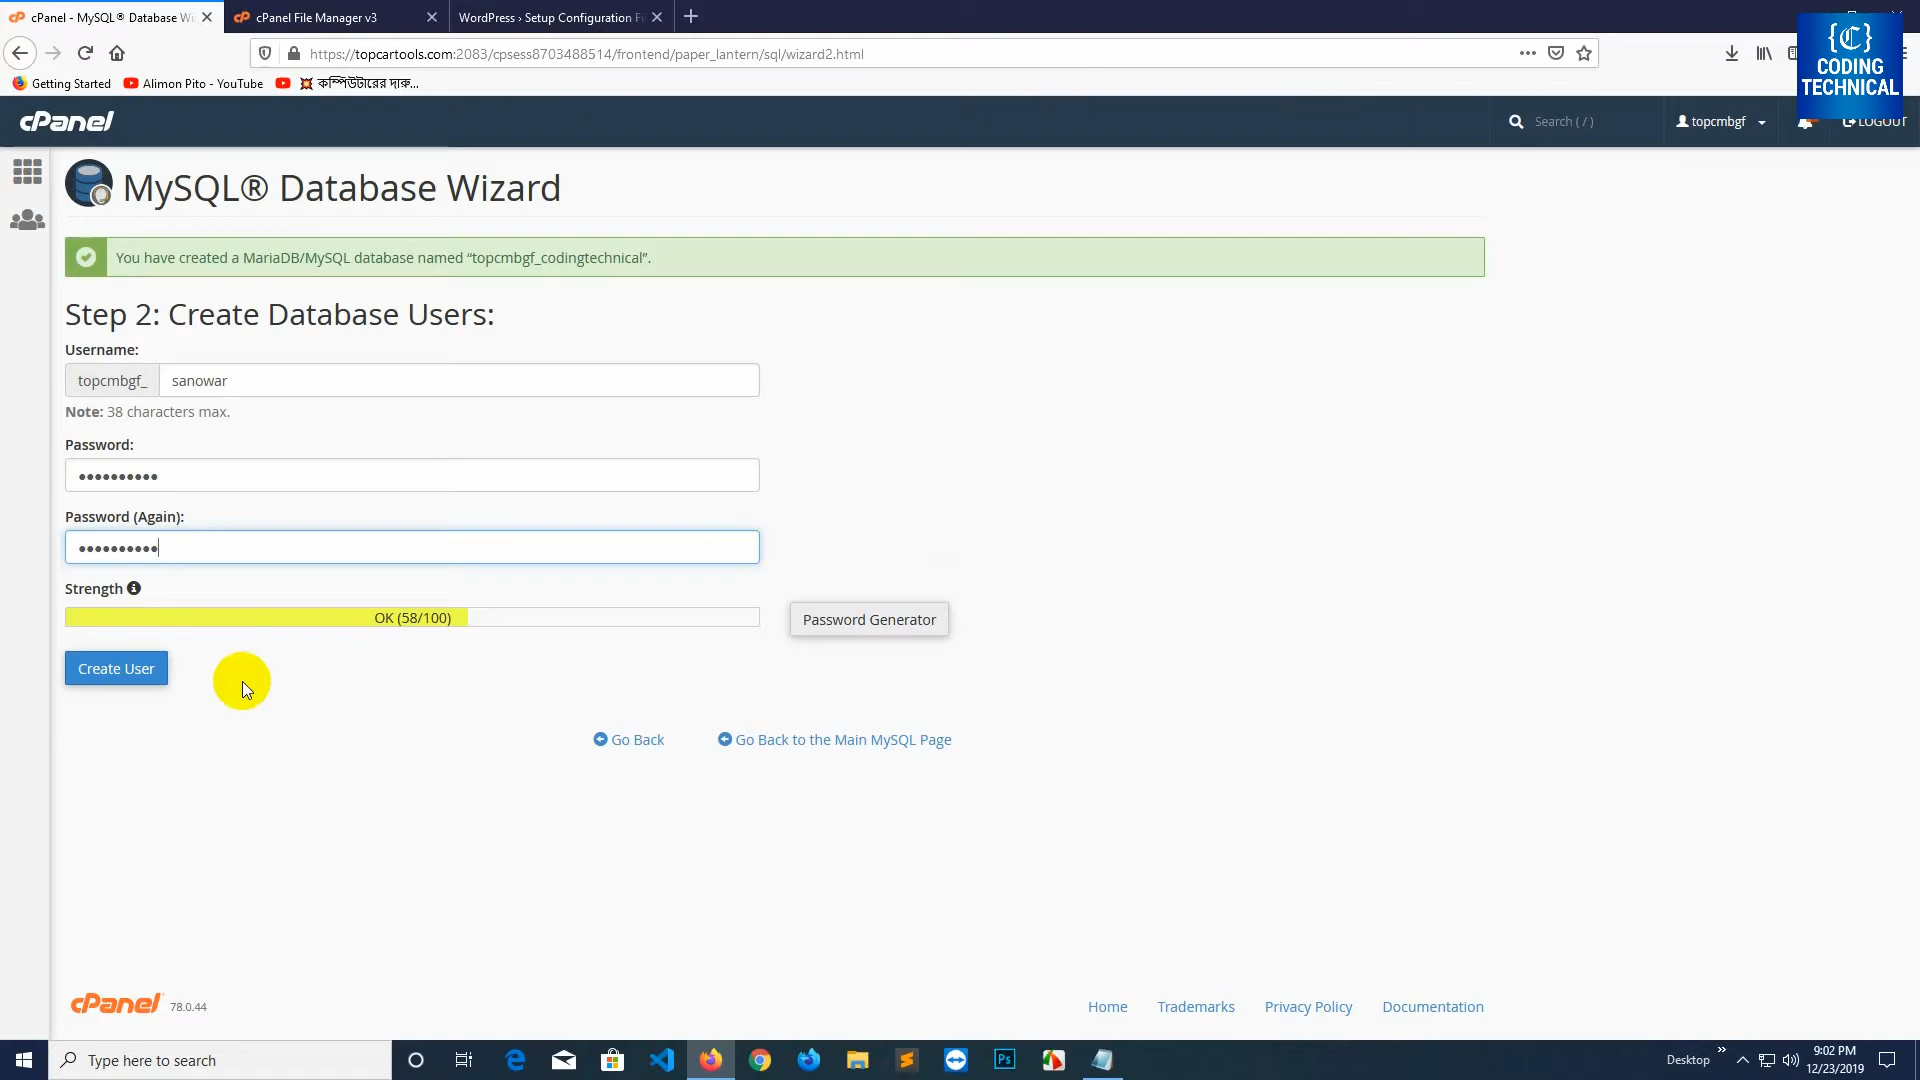 cPanel - MySQL® Database Wi
cPanel File Manager v3
WordPress › Setup Configuration Fi
https://topcartools.com:2083/cpsess8703488514/frontend/paper_lantern/sql/wizard2.html
Getting Started
Alimon Pito - YouTube
কম্পিউটারের দারু...
{C}
CODING
TECHNICAL
cPanel
Search ( / )
topcmbgf
LOGOUT
MySQL® Database Wizard
You have created a MariaDB/MySQL database named “topcmbgf_codingtechnical”.
Step 2: Create Database Users:
Username:
topcmbgf_ sanowar
Note: 38 characters max.
Password:
••••••••••
Password (Again):
••••••••••
Strength
OK (58/100)
Password Generator
Create User
Go Back
Go Back to the Main MySQL Page
cPanel 78.0.44
Home
Trademarks
Privacy Policy
Documentation
Type here to search
Ps
Desktop
9:02 PM
12/23/2019